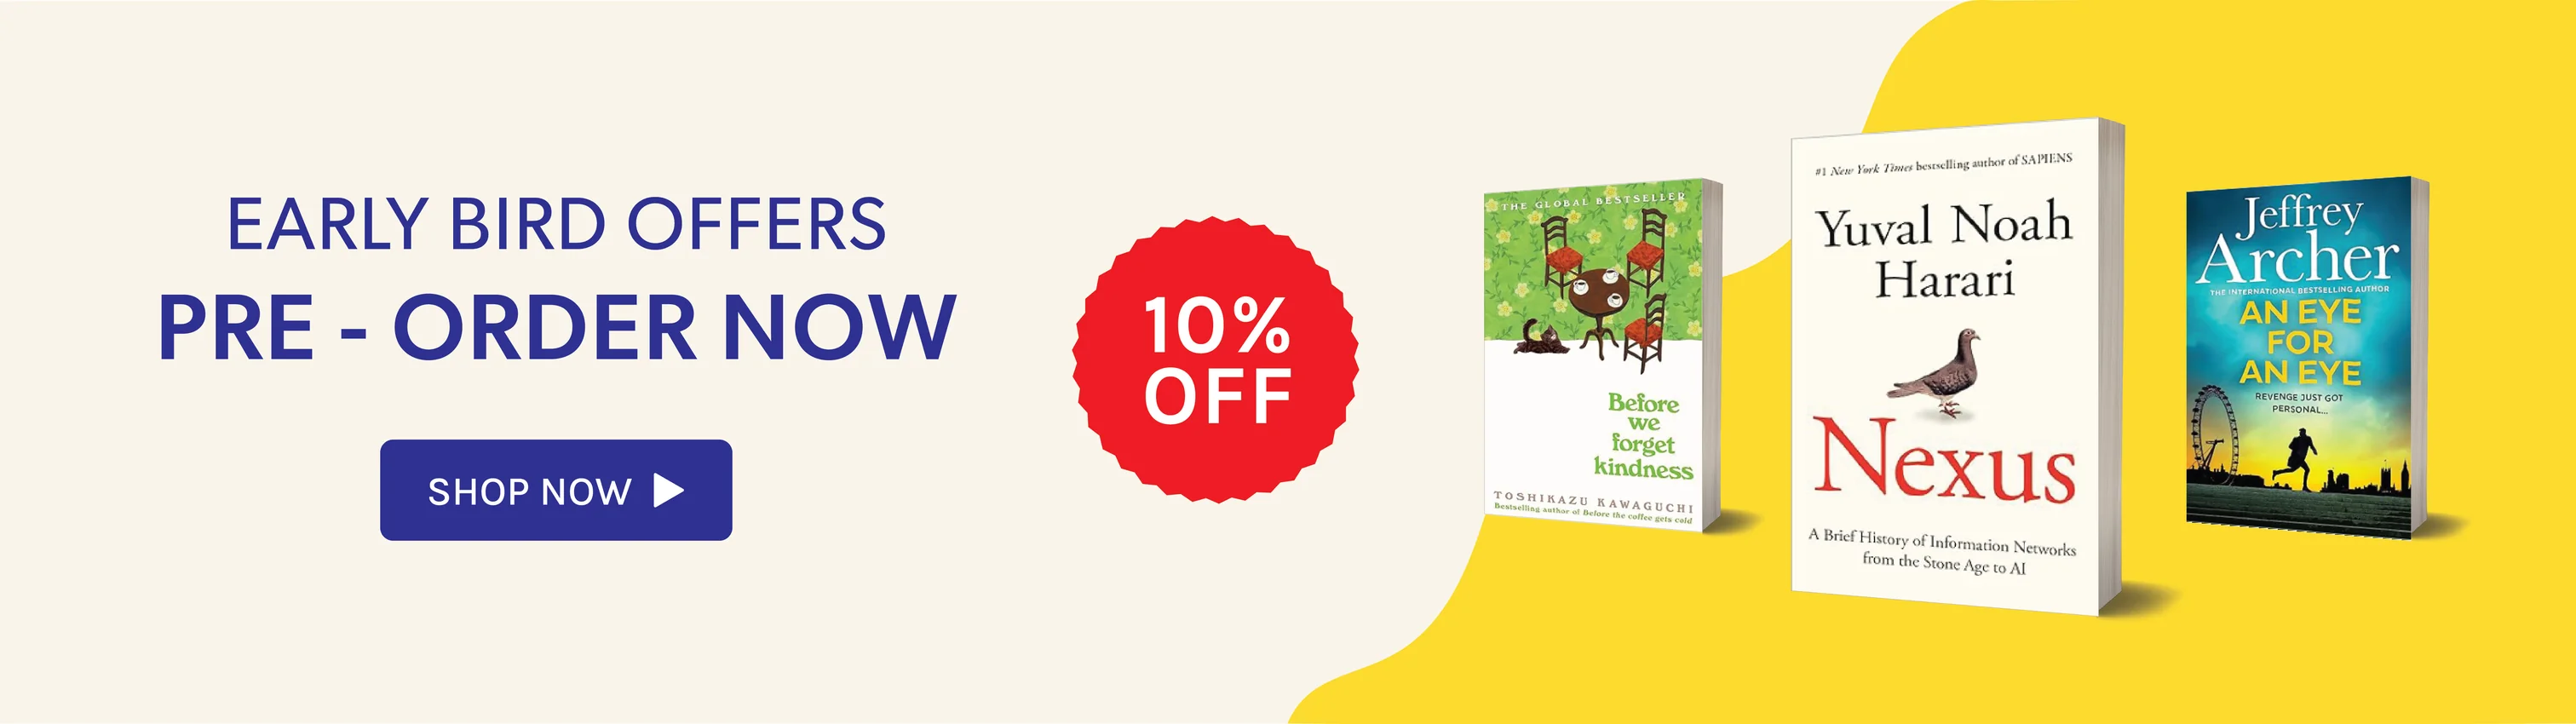 EARLY BIRD OFFERS
PRE - ORDER NOW
SHOP NOW
10%
OFF
THE GLOBAL BESTSELLER
Before
we
forget
kindness
TOSHIKAZU KAWAGUCHI
Bestselling author of Before the coffee gets cold
#1 New York Times bestselling author of SAPIENS
Yuval Noah
Harari
Nexus
A Brief History of Information Networks
from the Stone Age to AI
Jeffrey
Archer
THE INTERNATIONAL BESTSELLING AUTHOR
AN EYE
FOR
AN EYE
REVENGE JUST GOT
PERSONAL...